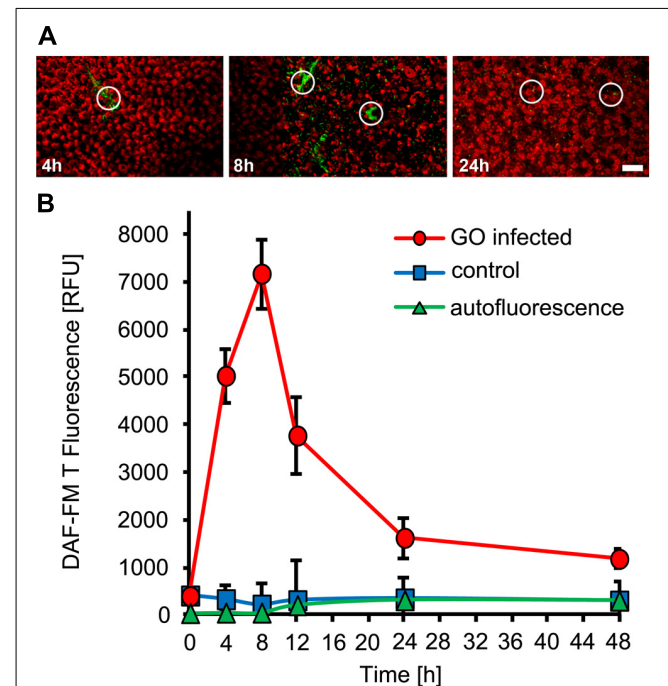 A
4h
8h
24h
B
DAF-FM T Fluorescence [RFU]
8000
7000
6000
5000
4000
3000
2000
1000
0
GO infected
control
autofluorescence
0 4 8 12 16 20 24 28 32 36 40 44 48
Time [h]